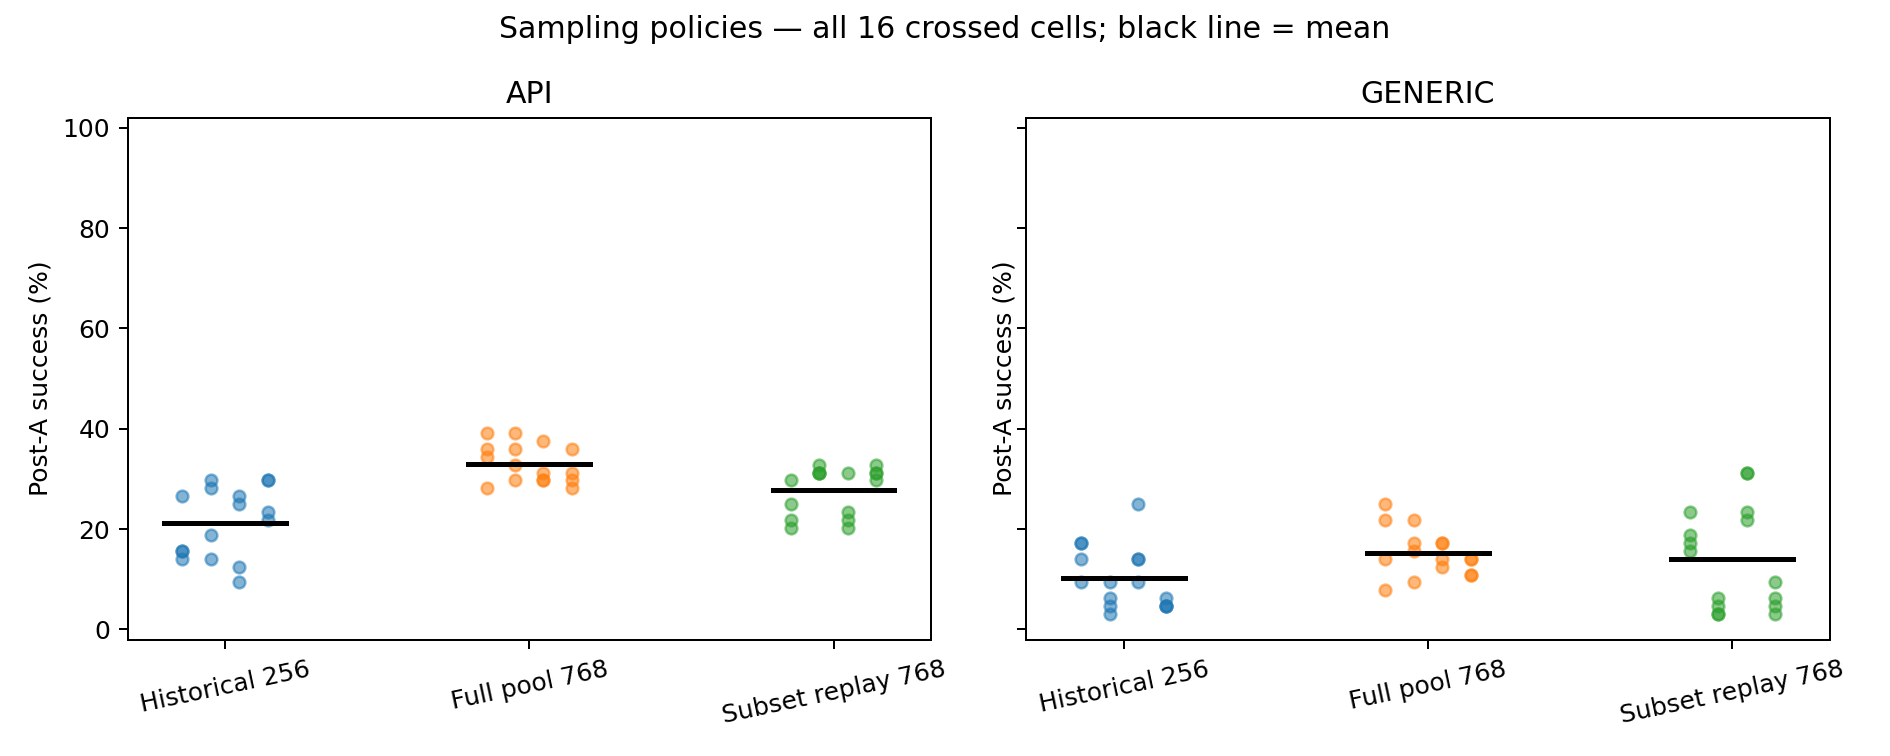 Sampling policies — all 16 crossed cells; black line = mean
API
Post-A success (%)
100
80
60
40
20
0
Historical 256
Full pool 768
Subset replay 768
GENERIC
Post-A success (%)
Historical 256
Full pool 768
Subset replay 768